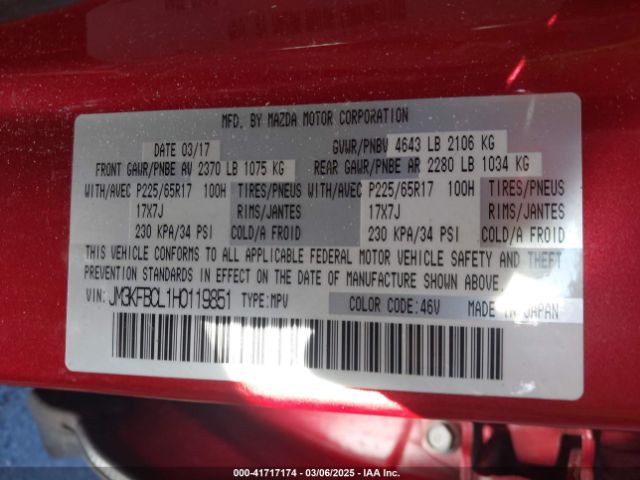 MFD. BY MAZDA MOTOR CORPORATION
DATE 03/17 GVWR/PNBV 4643 LB 2106 KG
FRONT GAWR/PNBE AV 2370 LB 1075 KG REAR GAWR/PNBE AR 2280 LB 1034 KG
WITH/AVEC P225/65R17 100H TIRES/PNEUS WITH/AVEC P225/65R17 100H TIRES/PNEUS
17X7J RIMS/JANTES 17X7J RIMS/JANTES
230 KPA/34 PSI COLD/A FROID 230 KPA/34 PSI COLD/A FROID
THIS VEHICLE CONFORMS TO ALL APPLICABLE FEDERAL MOTOR VEHICLE SAFETY AND THEFT
PREVENTION STANDARDS IN EFFECT ON THE DATE OF MANUFACTURE SHOWN ABOVE.
VIN: JM3KFBCL1H0119851 TYPE:MPV COLOR CODE:46V MADE IN JAPAN
000-41717174 | 03/06/2025 | IAA Inc.